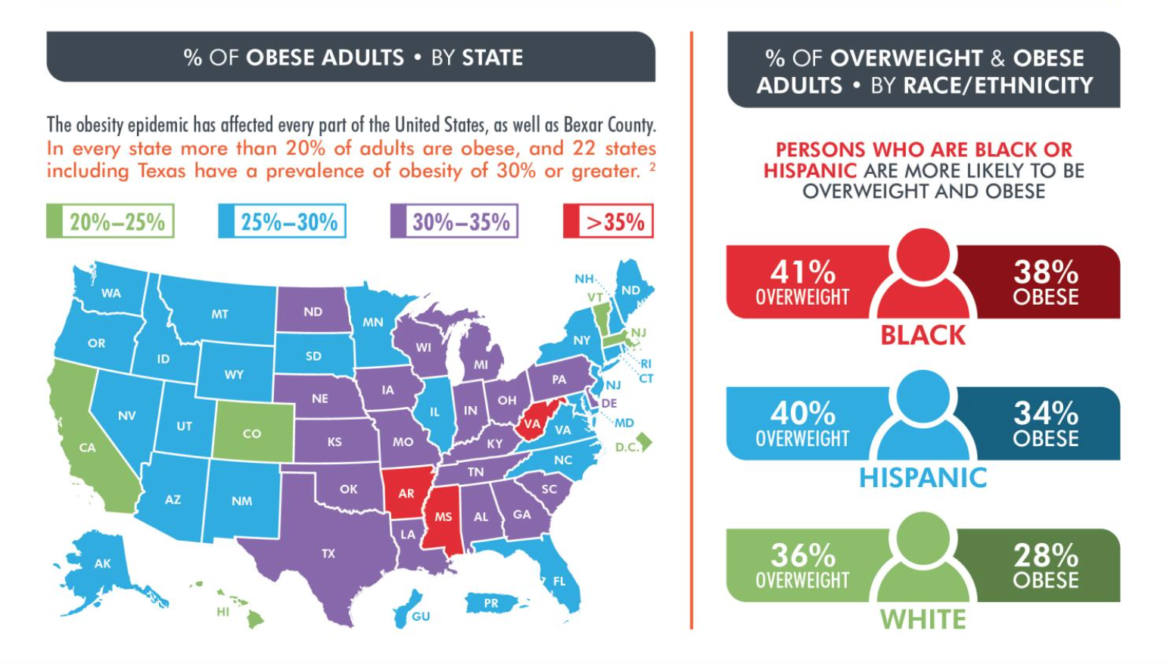 % OF OBESE ADULTS • BY STATE
The obesity epidemic has affected every part of the United States, as well as Bexar County.
In every state more than 20% of adults are obese, and 22 states
including Texas have a prevalence of obesity of 30% or greater. 2
20%–25%
25%–30%
30%–35%
>35%
WA
MT
ND
MN
OR
ID
WY
SD
WI
MI
NY
NH
VT
ND
NJ
RI
CT
NV
UT
CO
NE
IA
IL
IN
OH
PA
NJ
DE
MD
D.C.
CA
KS
MO
KY
VA
VA
AZ
NM
OK
AR
TN
NC
SC
TX
LA
MS
AL
GA
FL
AK
HI
GU
PR
% OF OVERWEIGHT & OBESE
ADULTS • BY RACE/ETHNICITY
PERSONS WHO ARE BLACK OR
HISPANIC ARE MORE LIKELY TO BE
OVERWEIGHT AND OBESE
41%
OVERWEIGHT
38%
OBESE
BLACK
40%
OVERWEIGHT
34%
OBESE
HISPANIC
36%
OVERWEIGHT
28%
OBESE
WHITE